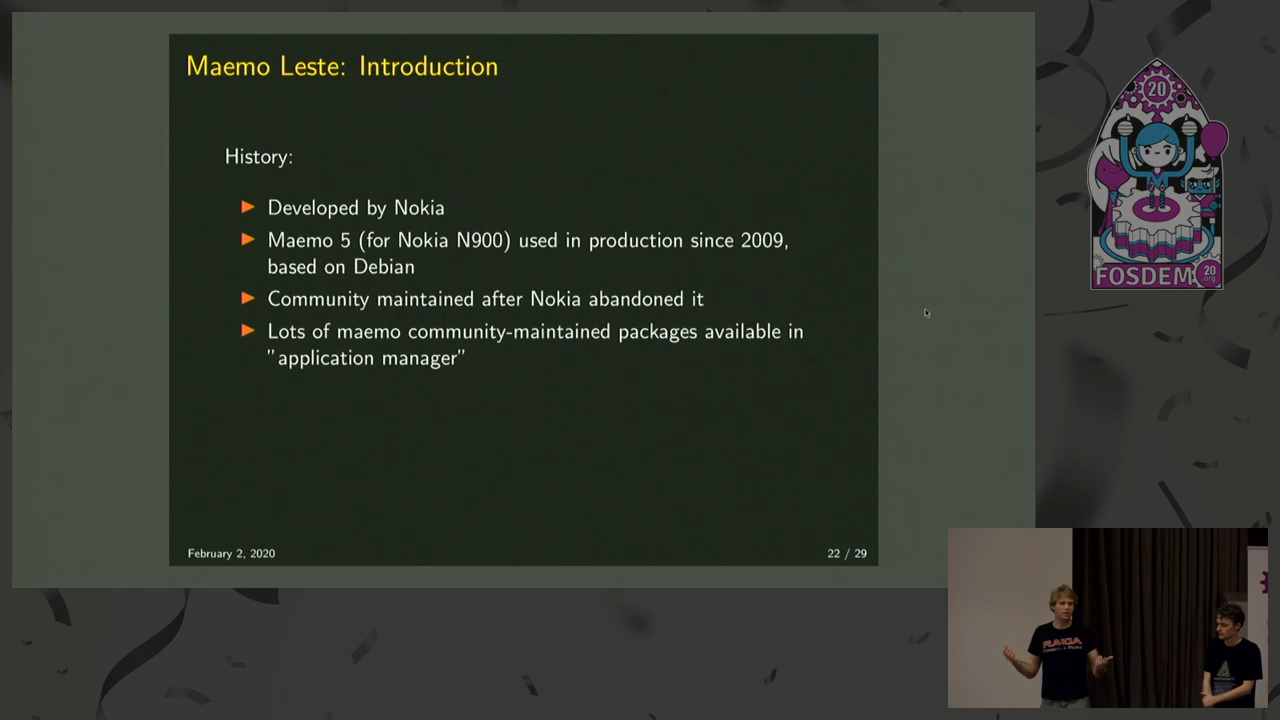 Maemo Leste: Introduction
History:
Developed by Nokia
Maemo 5 (for Nokia N900) used in production since 2009,
based on Debian
Community maintained after Nokia abandoned it
Lots of maemo community-maintained packages available in
"application manager"
February 2, 2020
22 / 29
20
FOSDEM
20
.org